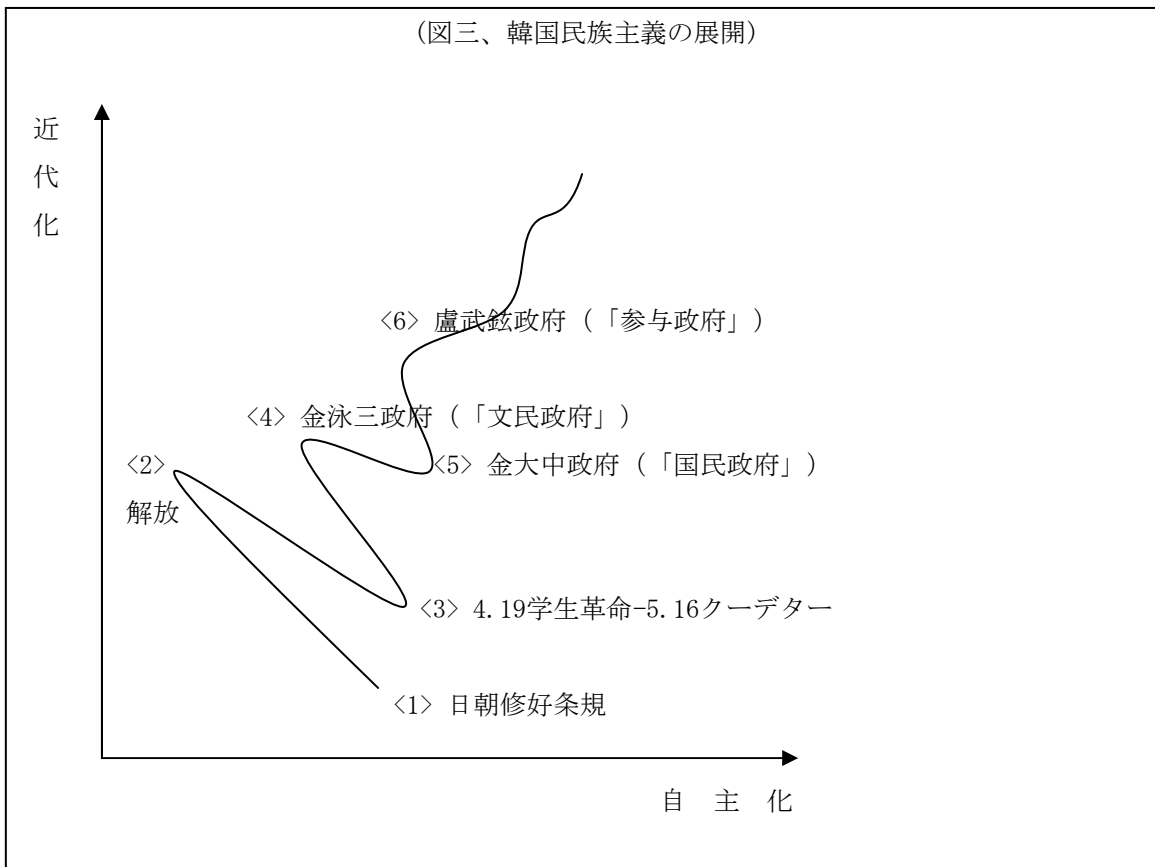 (図三、韓国民族主義の展開)
近
代
化
<6> 盧武鉉政府 (「参与政府」)
<4> 金泳三政府 (「文民政府」)
<2>
<5> 金大中政府 (「国民政府」)
解放
<3> 4.19学生革命-5.16クーデター
<1> 日朝修好条規
自 主 化